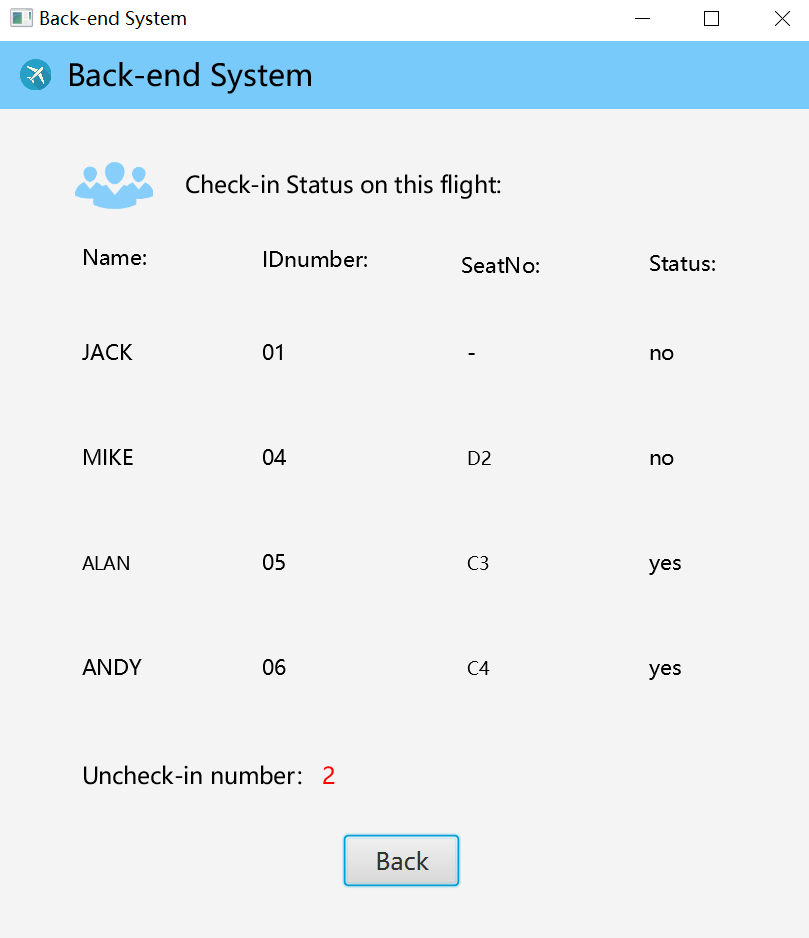 Back-end System
Back-end System
Check-in Status on this flight:
Name: IDnumber: SeatNo: Status:
JACK 01 - no
MIKE 04 D2 no
ALAN 05 C3 yes
ANDY 06 C4 yes
Uncheck-in number: 2
Back